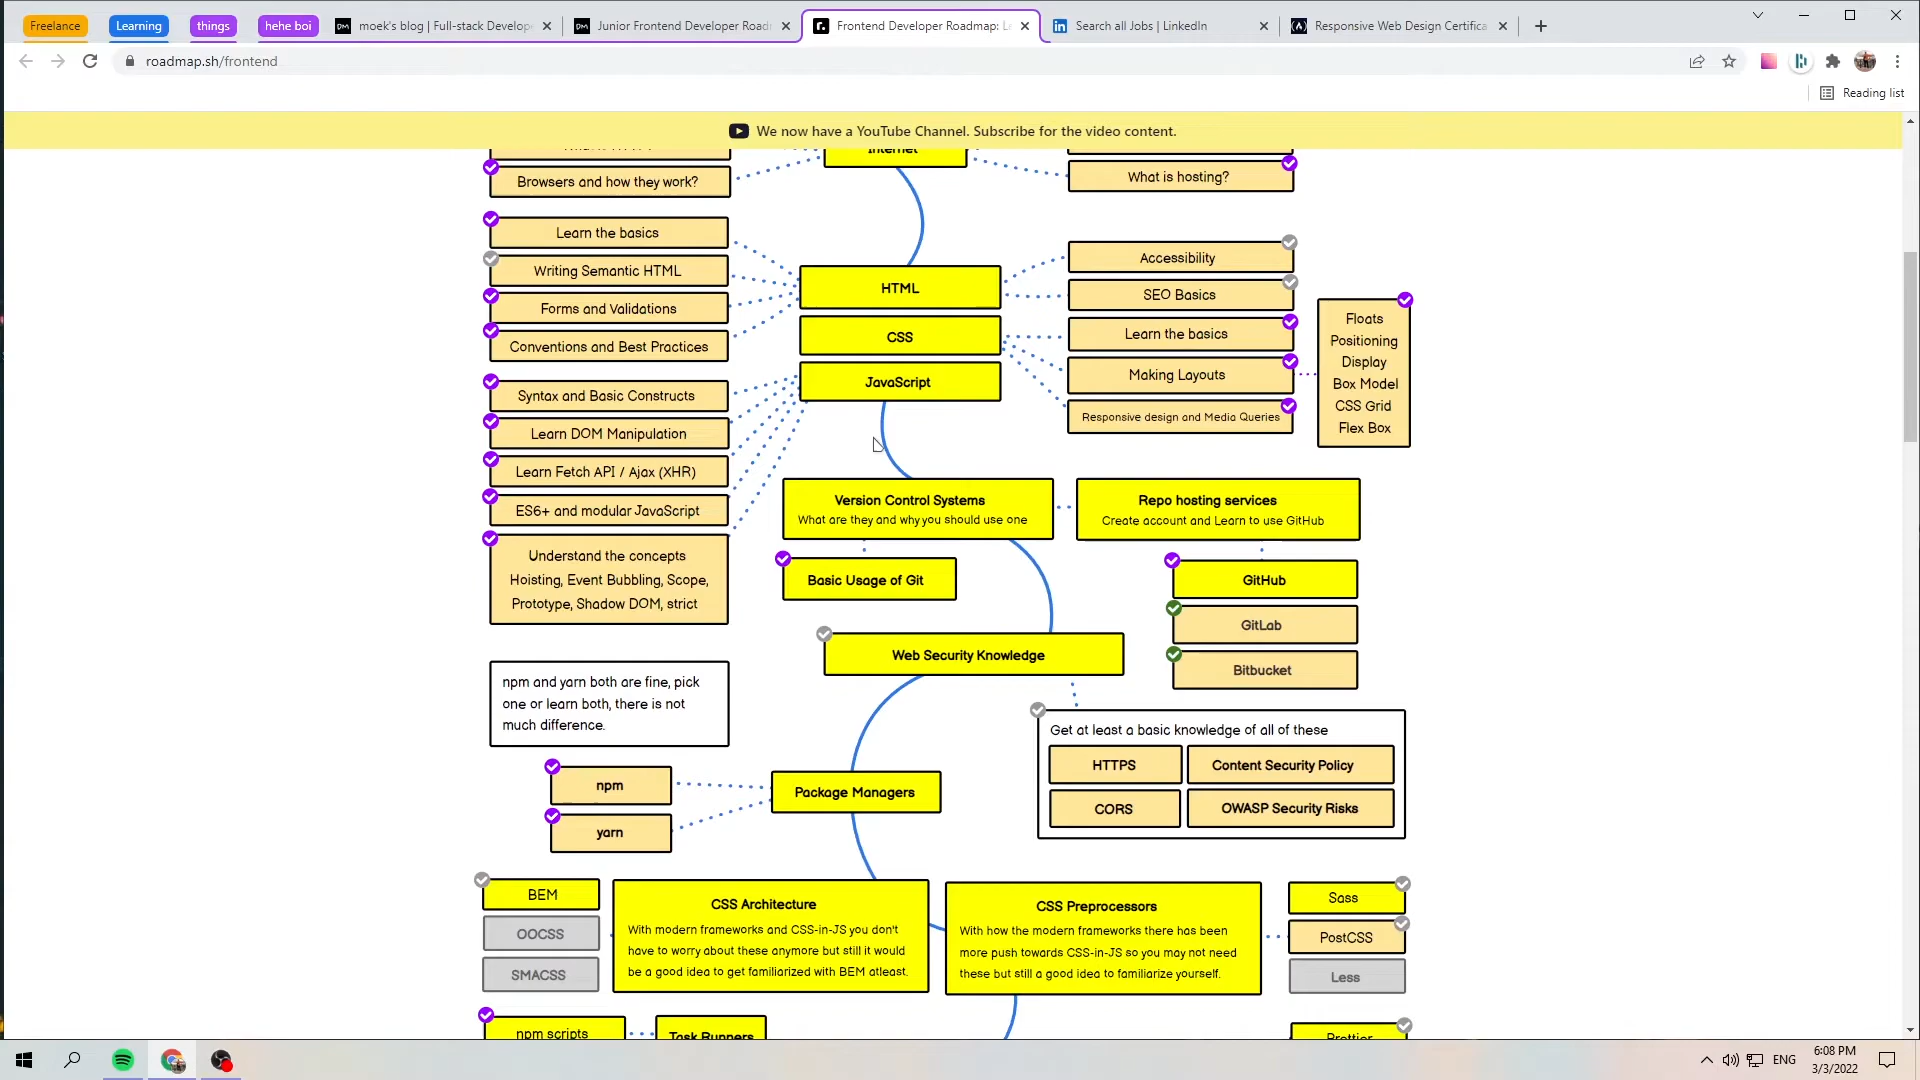 Freelance
Learning
things
hehe boi
moek's blog | Full-stack Develope
Junior Frontend Developer Road
Frontend Developer Roadmap: Le
Search all Jobs | LinkedIn
Responsive Web Design Certifica
roadmap.sh/frontend
Reading list
We now have a YouTube Channel. Subscribe for the video content.
Internet
Browsers and how they work?
What is hosting?
Learn the basics
Writing Semantic HTML
Forms and Validations
Conventions and Best Practices
HTML
CSS
JavaScript
Accessibility
SEO Basics
Learn the basics
Making Layouts
Responsive design and Media Queries
Floats
Positioning
Display
Box Model
CSS Grid
Flex Box
Syntax and Basic Constructs
Learn DOM Manipulation
Learn Fetch API / Ajax (XHR)
ES6+ and modular JavaScript
Understand the concepts
Hoisting, Event Bubbling, Scope,
Prototype, Shadow DOM, strict
Version Control Systems
What are they and why you should use one
Repo hosting services
Create account and Learn to use GitHub
Basic Usage of Git
GitHub
GitLab
Bitbucket
Web Security Knowledge
npm and yarn both are fine, pick
one or learn both, there is not
much difference.
Get at least a basic knowledge of all of these
HTTPS
Content Security Policy
CORS
OWASP Security Risks
npm
yarn
Package Managers
BEM
OOCSS
SMACSS
CSS Architecture
With modern frameworks and CSS-in-JS you don't
have to worry about these anymore but still it would
be a good idea to get familiarized with BEM atleast.
CSS Preprocessors
With how the modern frameworks there has been
more push towards CSS-in-JS so you may not need
these but still a good idea to familiarize yourself.
Sass
PostCSS
Less
npm scripts
Task Runners
Prettier
ENG
6:08 PM
3/3/2022